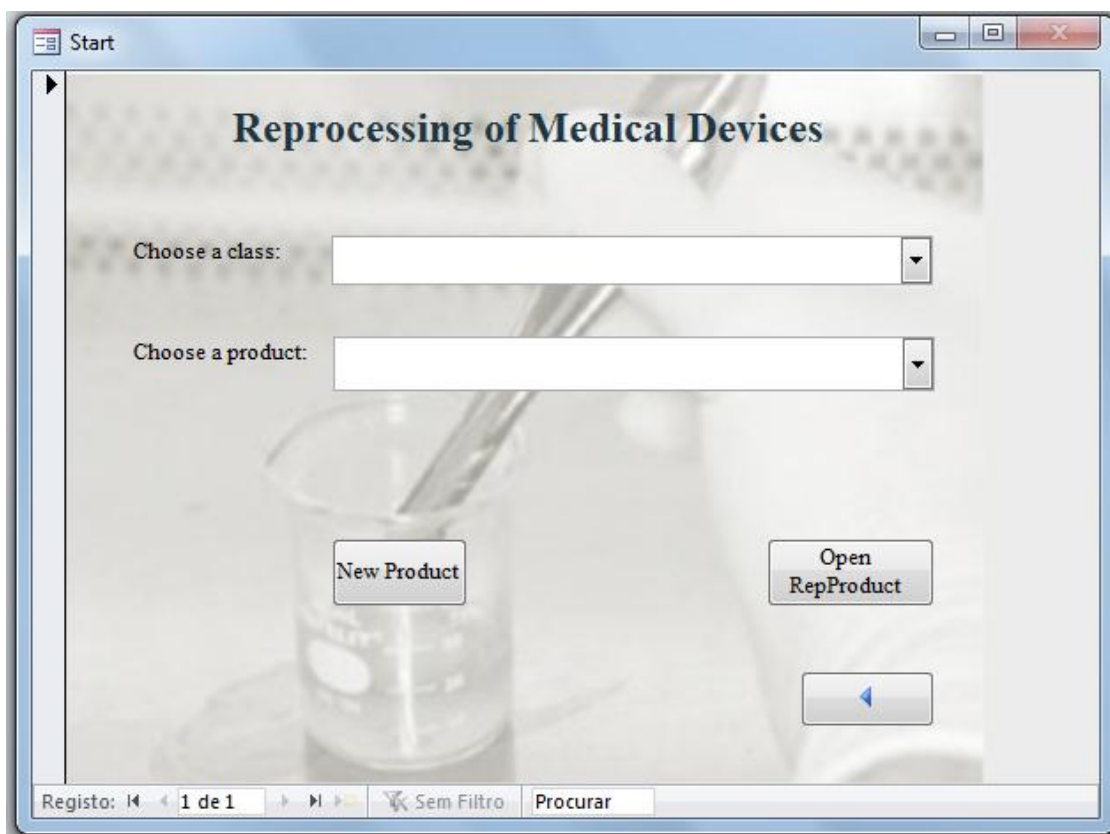 Start
Reprocessing of Medical Devices
Choose a class:
Choose a product:
New Product
Open
RepProduct
Registo: 1 de 1 Sem Filtro Procurar